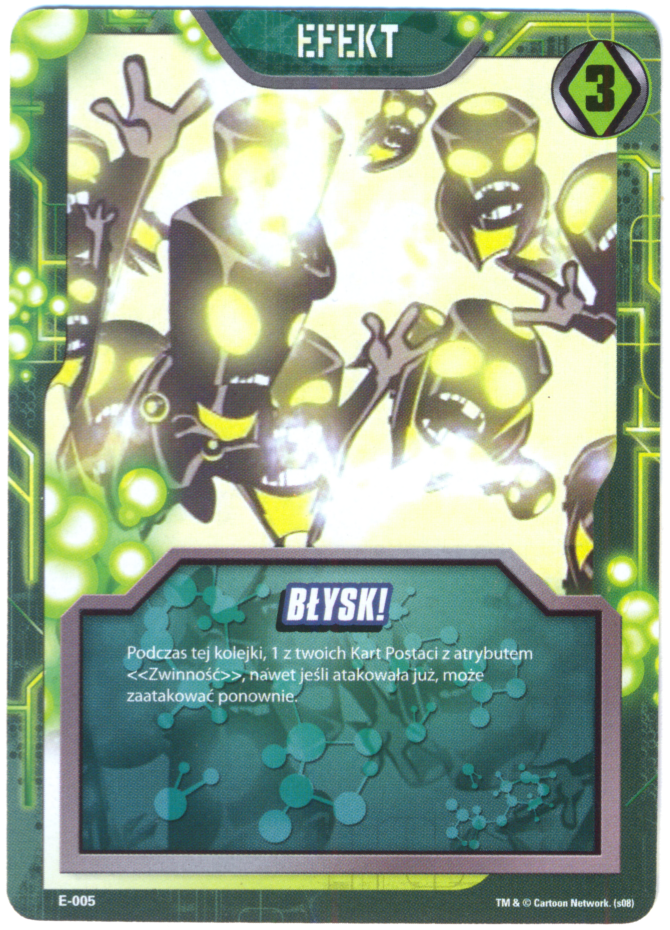 EFEKT
3
BŁYSK!
Podczas tej kolejki, 1 z twoich Kart Postaci z atrybutem
<<Zwinność>>, nawet jeśli atakowała już, może
zaatakować ponownie.
E-005
TM & © Cartoon Network. (s08)